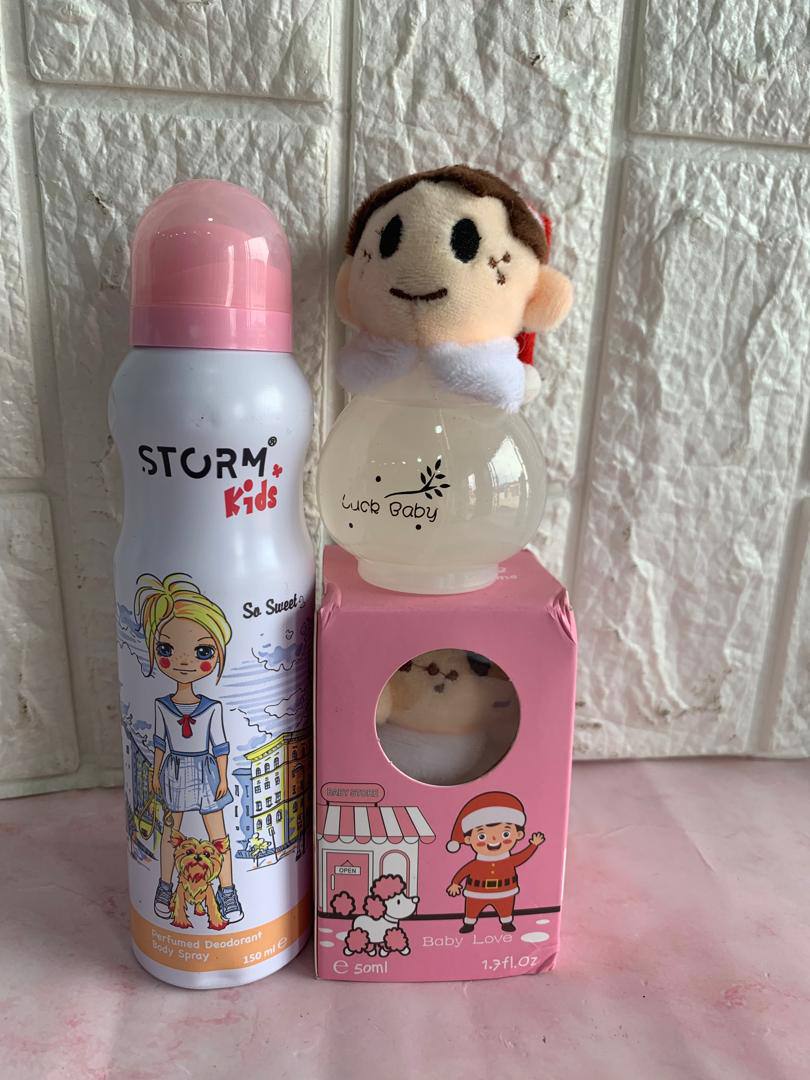 STORM®
Kids
So Sweet
Perfumed Deodorant
Body Spray
150 ml e
Luck Baby
BABY STORE
OPEN
Baby Love
e 50ml
1.7fl.Oz